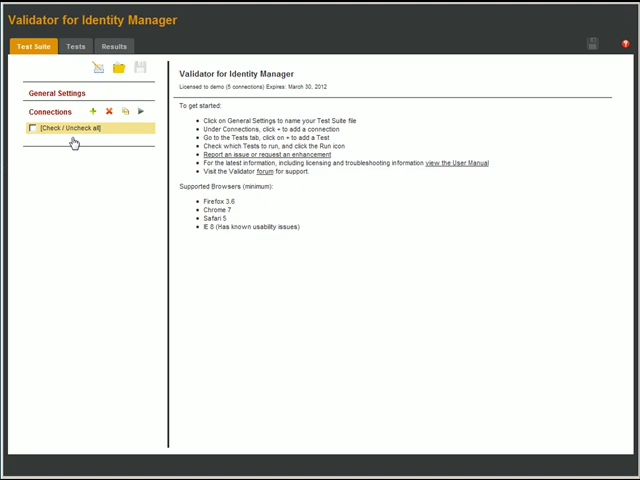 Validator for Identity Manager
Test Suite
Tests
Results
General Settings
Connections
[Check / Uncheck all]
Validator for Identity Manager
Licensed to demo (5 connections) Expires: March 30, 2012
To get started:
Click on General Settings to name your Test Suite file
Under Connections, click + to add a connection
Go to the Tests tab, click on + to add a Test
Check which Tests to run, and click the Run icon
Report an issue or request an enhancement
For the latest information, including licensing and troubleshooting information view the User Manual
Visit the Validator forum for support.
Supported Browsers (minimum):
Firefox 3.6
Chrome 7
Safari 5
IE 8 (Has known usability issues)